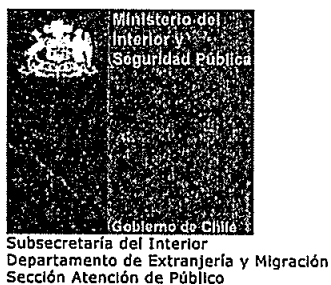 Ministerio del
Interior y
Seguridad Pública
Gobierno de Chile
Subsecretaría del Interior
Departamento de Extranjería y Migración
Sección Atención de Público